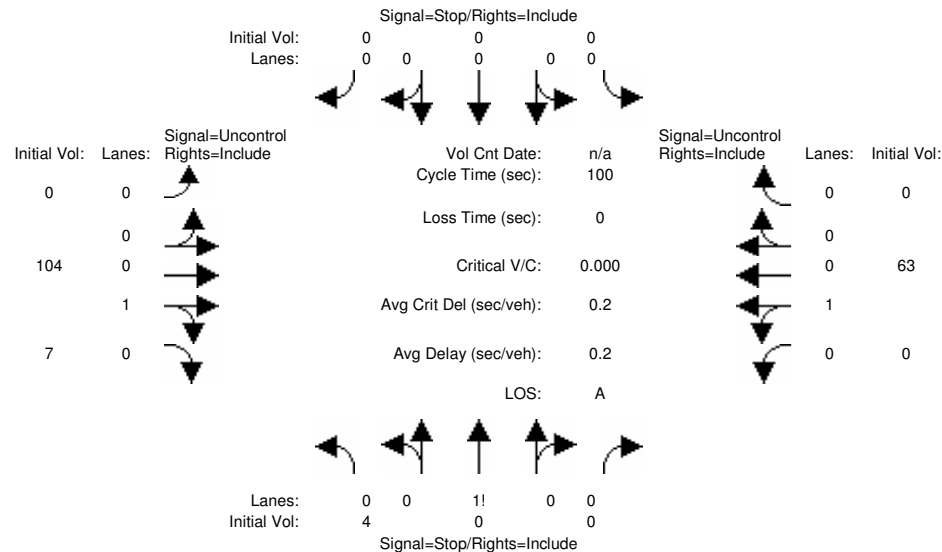 Signal=Stop/Rights=Include
Initial Vol: 0 0 0
Lanes: 0 0 0 0 0
Signal=Uncontrol
Initial Vol: Lanes: Rights=Include
0 0
0
104 0
1
7 0
Vol Cnt Date: n/a
Cycle Time (sec): 100
Loss Time (sec): 0
Critical V/C: 0.000
Avg Crit Del (sec/veh): 0.2
Avg Delay (sec/veh): 0.2
LOS: A
Signal=Uncontrol
Rights=Include Lanes: Initial Vol:
0 0
0
0 63
1
0 0
Lanes: 0 0 1! 0 0
Initial Vol: 4 0 0
Signal=Stop/Rights=Include